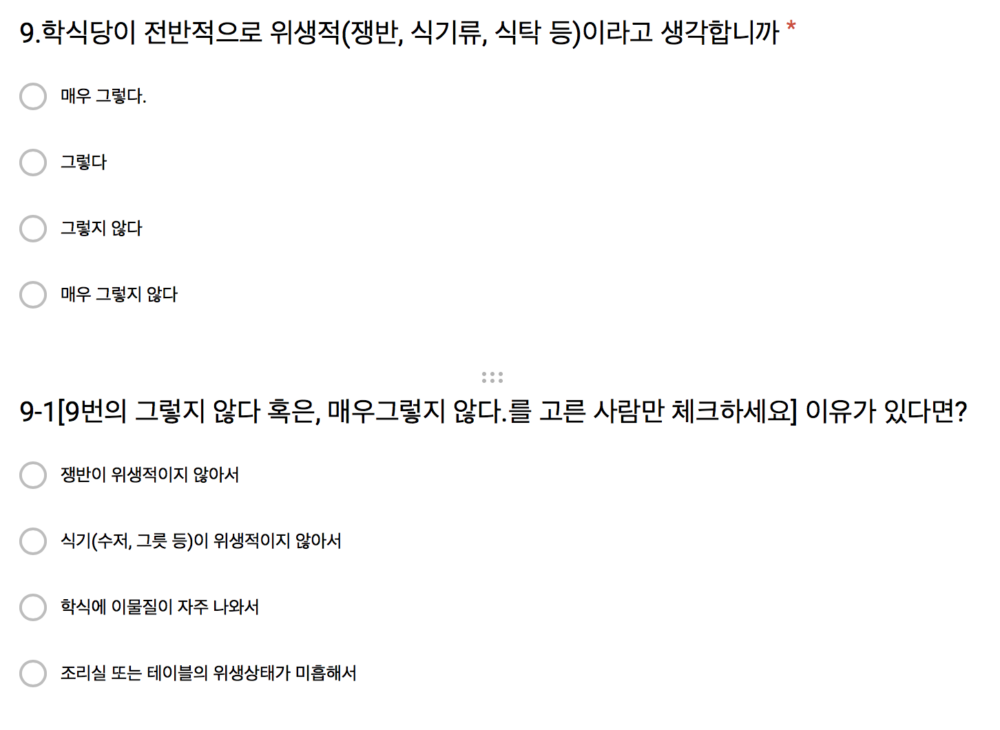 9.학식당이 전반적으로 위생적(쟁반, 식기류, 식탁 등)이라고 생각합니까 *
매우 그렇다.
그렇다
그렇지 않다
매우 그렇지 않다
9-1[9번의 그렇지 않다 혹은, 매우그렇지 않다.를 고른 사람만 체크하세요] 이유가 있다면?
쟁반이 위생적이지 않아서
식기(수저, 그릇 등)이 위생적이지 않아서
학식에 이물질이 자주 나와서
조리실 또는 테이블의 위생상태가 미흡해서